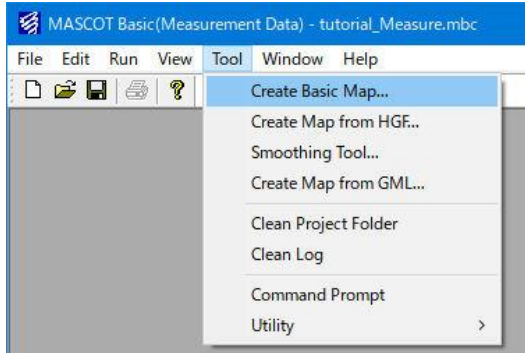 MASCOT Basic(Measurement Data) - tutorial_Measure.mbc
File Edit Run View Tool Window Help
Create Basic Map...
Create Map from HGF...
Smoothing Tool...
Create Map from GML...
Clean Project Folder
Clean Log
Command Prompt
Utility >